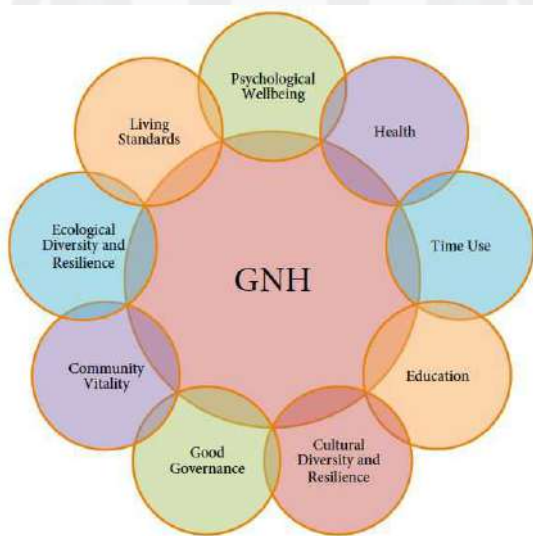 Psychological
Wellbeing
Health
Time Use
Education
Cultural
Diversity and
Resilience
Good
Governance
Community
Vitality
Ecological
Diversity and
Resilience
Living
Standards
GNH